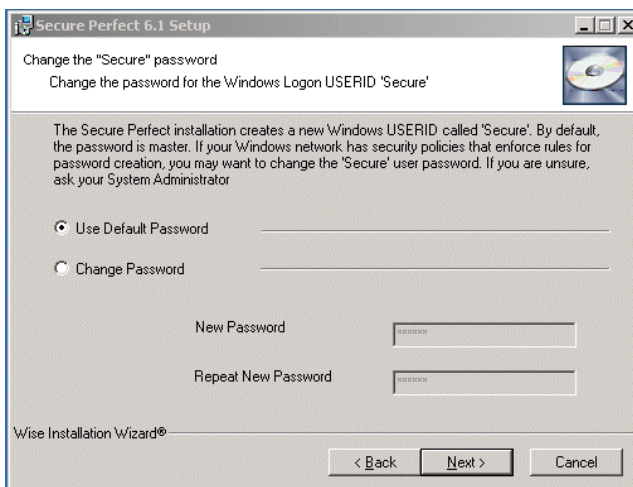 Secure Perfect 6.1 Setup
Change the "Secure" password
Change the password for the Windows Logon USERID 'Secure'
The Secure Perfect installation creates a new Windows USERID called 'Secure'. By default,
the password is master. If your Windows network has security policies that enforce rules for
password creation, you may want to change the 'Secure' user password. If you are unsure,
ask your System Administrator
Use Default Password
Change Password
New Password
xxxxxx
Repeat New Password
xxxxxx
Wise Installation Wizard®
< Back
Next >
Cancel